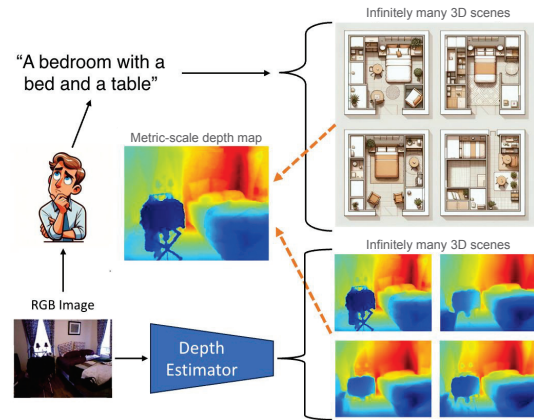 Infinitely many 3D scenes
“A bedroom with a
bed and a table”
Metric-scale depth map
Infinitely many 3D scenes
RGB Image
Depth
Estimator